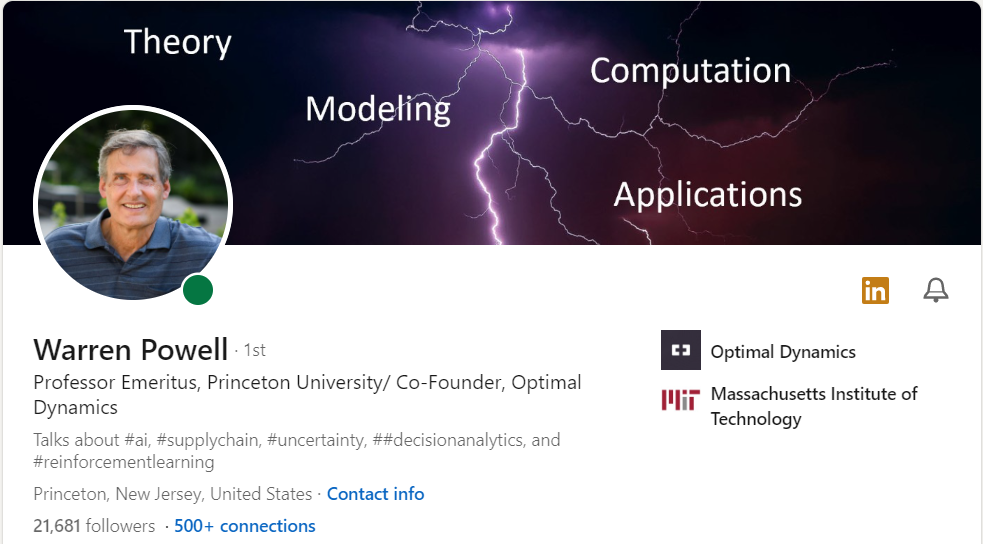 Theory
Computation
Modeling
Applications
in
Warren Powell · 1st
Professor Emeritus, Princeton University/ Co-Founder, Optimal
Dynamics
Talks about #ai, #supplychain, #uncertainty, ##decisionanalytics, and
#reinforcementlearning
Princeton, New Jersey, United States · Contact info
21,681 followers · 500+ connections
Optimal Dynamics
MIT
Massachusetts Institute of
Technology